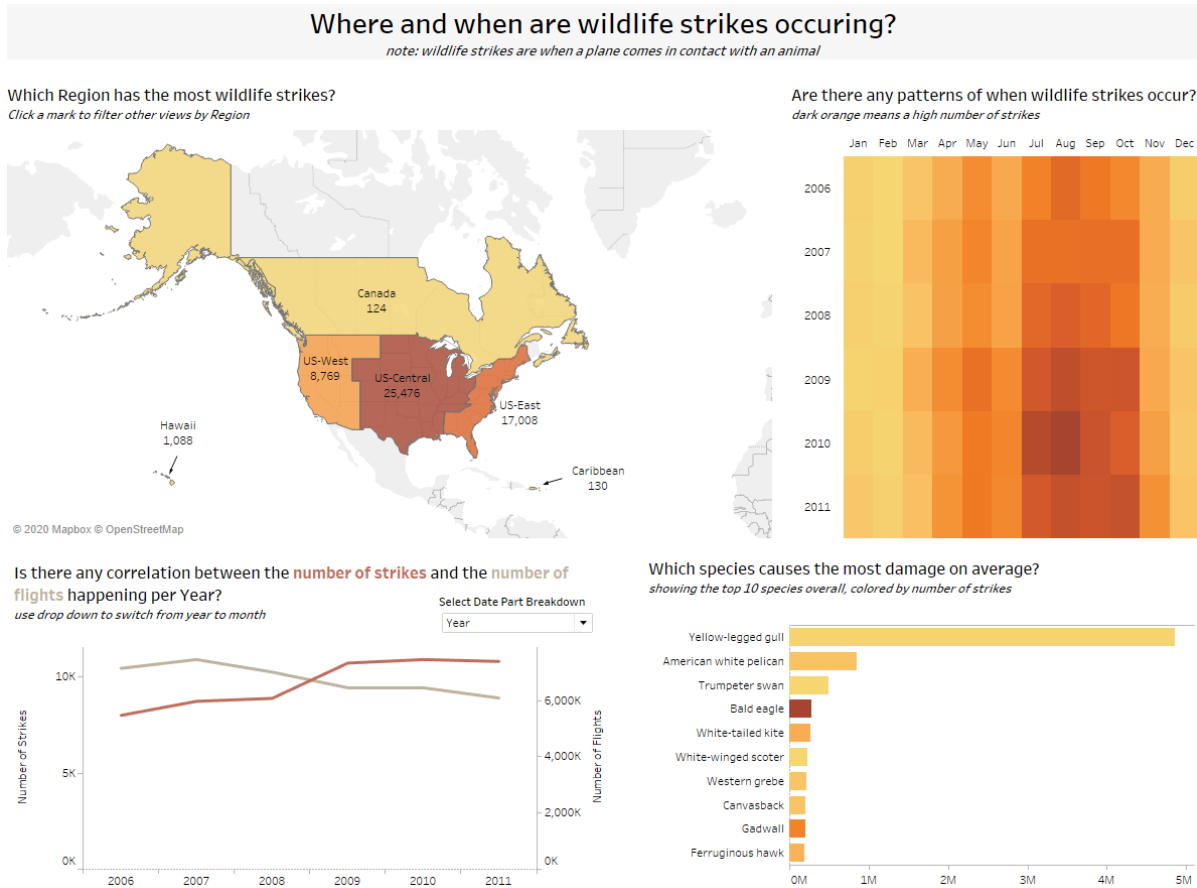 Where and when are wildlife strikes occuring?
note: wildlife strikes are when a plane comes in contact with an animal
Which Region has the most wildlife strikes?
Click a mark to filter other views by Region
Canada
124
US-West
8,769
US-Central
25,476
US-East
17,008
Hawaii
1,088
Caribbean
130
© 2020 Mapbox © OpenStreetMap
Are there any patterns of when wildlife strikes occur?
dark orange means a high number of strikes
Jan Feb Mar Apr May Jun Jul Aug Sep Oct Nov Dec
2006
2007
2008
2009
2010
2011
Is there any correlation between the number of strikes and the number of
flights happening per Year?
use drop down to switch from year to month
Select Date Part Breakdown
Year
Number of Strikes
10K
5K
0K
6,000K
4,000K
2,000K
0K
Number of Flights
2006 2007 2008 2009 2010 2011
Which species causes the most damage on average?
showing the top 10 species overall, colored by number of strikes
Yellow-legged gull
American white pelican
Trumpeter swan
Bald eagle
White-tailed kite
White-winged scoter
Western grebe
Canvasback
Gadwall
Ferruginous hawk
0M 1M 2M 3M 4M 5M